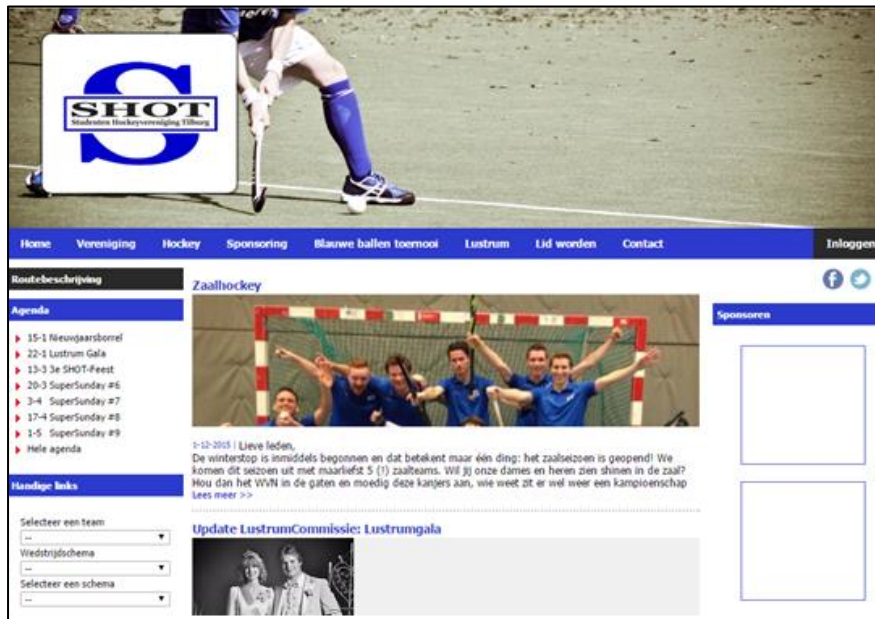 SHOT
Studenten Hockeyvereniging Tilburg
Home Vereniging Hockey Sponsoring Blauwe ballen toernooi Lustrum Lid worden Contact Inloggen
Routebeschrijving
Agenda
15-1 Nieuwjaarsborrel
22-1 Lustrum Gala
13-3 3e SHOT-Feest
20-3 SuperSunday #6
3-4 SuperSunday #7
17-4 SuperSunday #8
1-5 SuperSunday #9
Hele agenda
Handige links
Selecteer een team
--
Wedstrijdschema
--
Selecteer een schema
--
Zaalhockey
1-12-2015 | Lieve leden,
De winterstop is inmiddels begonnen en dat betekent maar één ding: het zaalseizoen is geopend! We
komen dit seizoen uit met maarliefst 5 (!) zaalteams. Wil jij onze dames en heren zien shinen in de zaal?
Hou dan het WVN in de gaten en moedig deze kanjers aan, wie weet zit er wel weer een kampioenschap
Lees meer >>
Update LustrumCommissie: Lustrumgala
Sponsoren